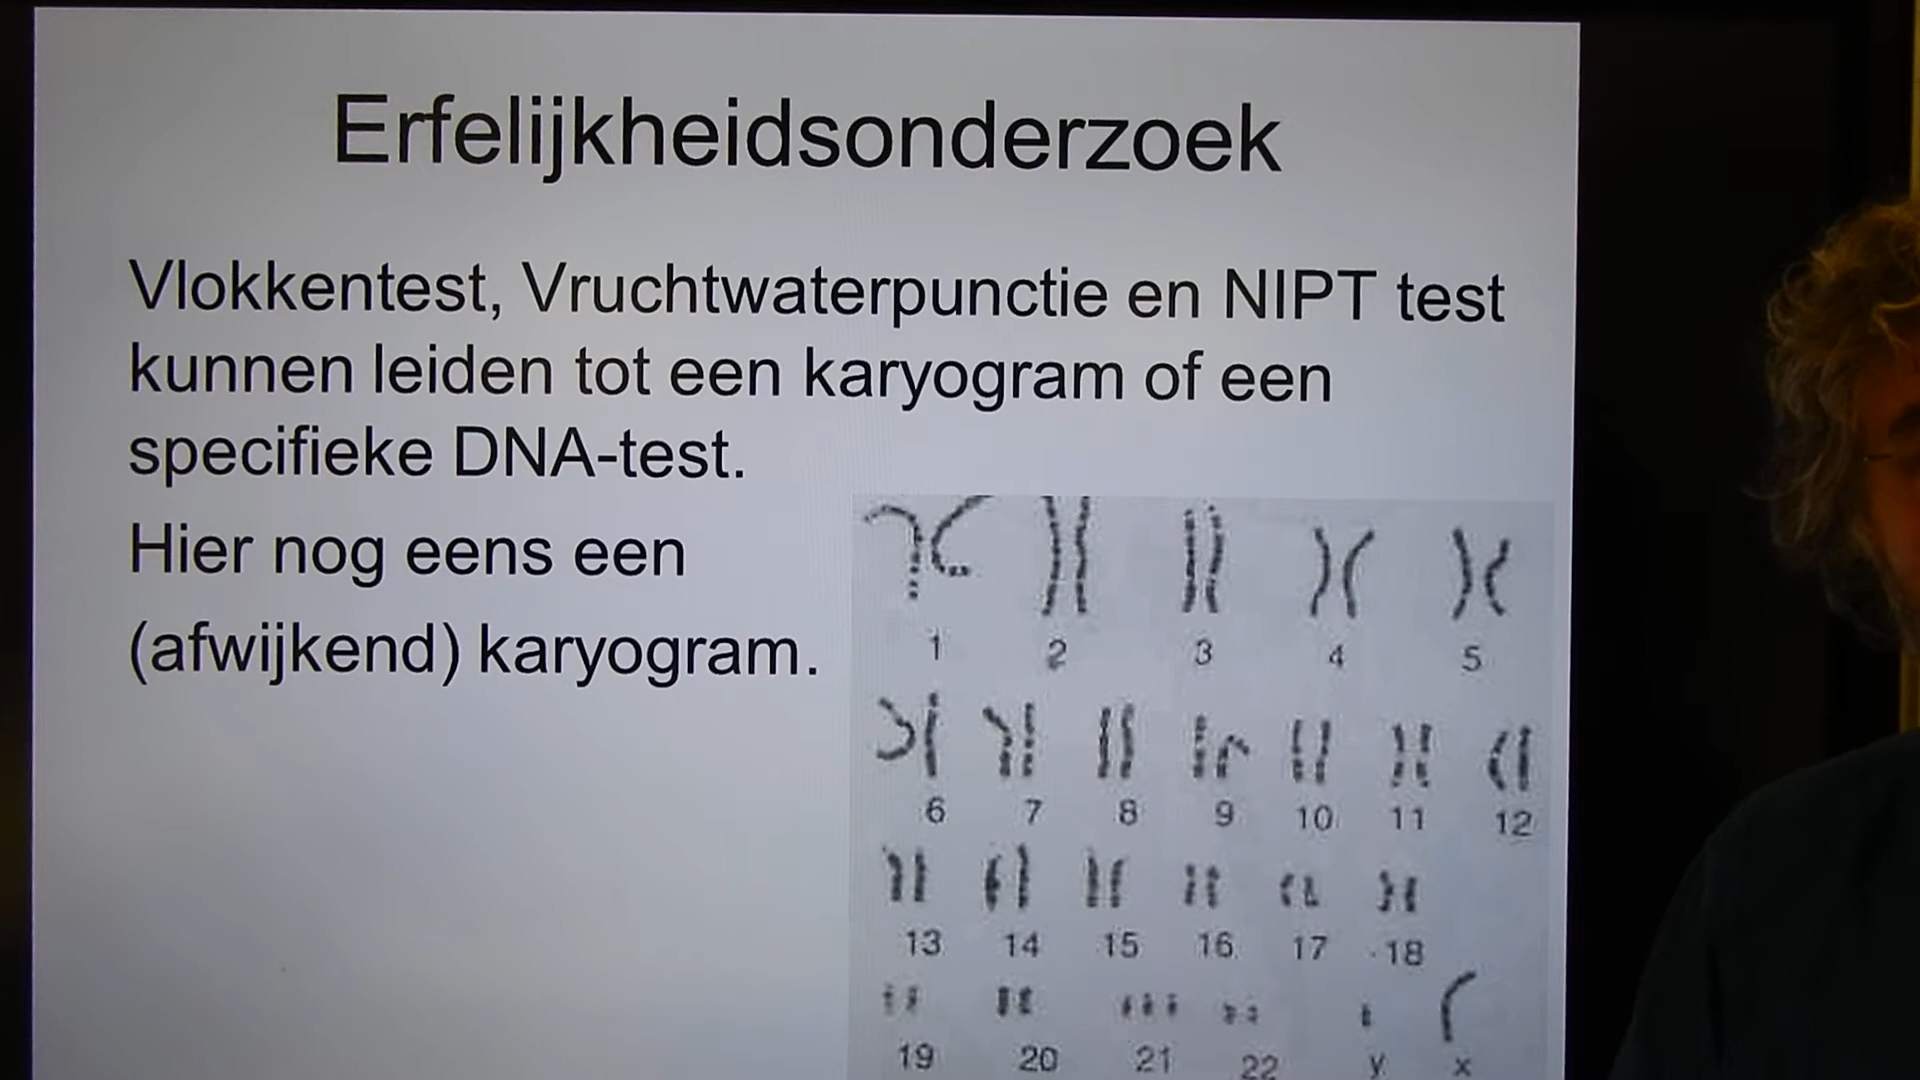 Erfelijkheidsonderzoek
Vlokkentest, Vruchtwaterpunctie en NIPT test
kunnen leiden tot een karyogram of een
specifieke DNA-test.
Hier nog eens een
(afwijkend) karyogram.
1 2 3 4 5
6 7 8 9 10 11 12
13 14 15 16 17 18
19 20 21 22 y x